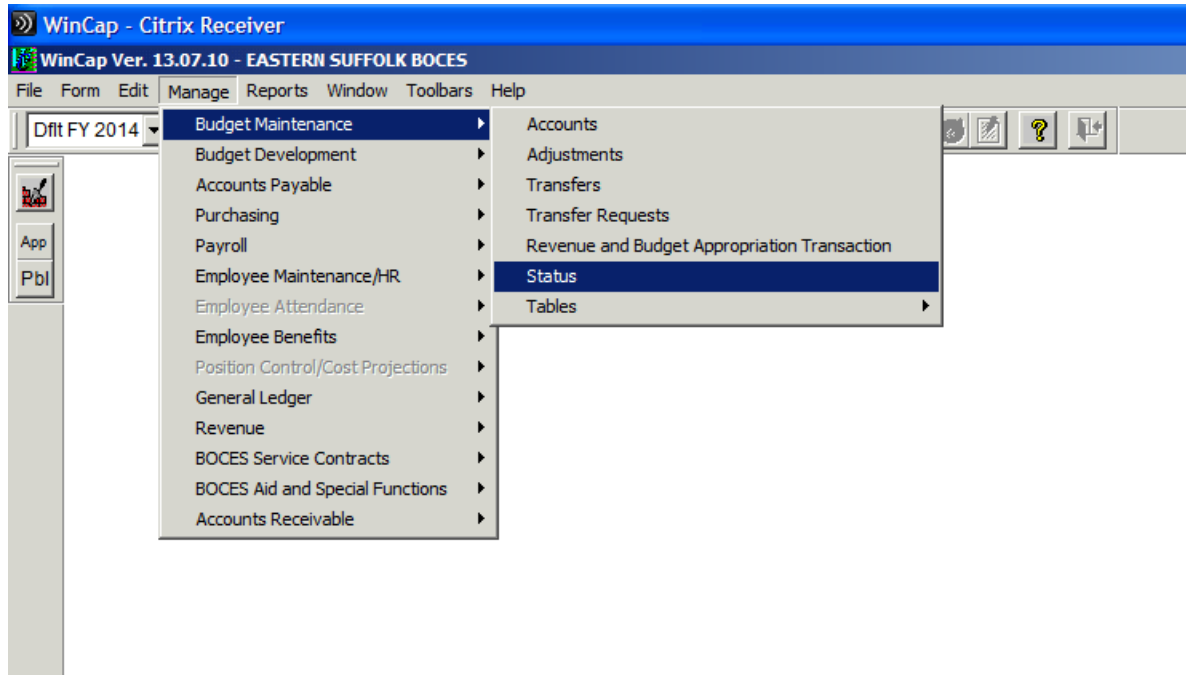 WinCap - Citrix Receiver
WinCap Ver. 13.07.10 - EASTERN SUFFOLK BOCES
File Form Edit Manage Reports Window Toolbars Help
Dflt FY 2014
Budget Maintenance
Budget Development
Accounts Payable
Purchasing
Payroll
Employee Maintenance/HR
Employee Attendance
Employee Benefits
Position Control/Cost Projections
General Ledger
Revenue
BOCES Service Contracts
BOCES Aid and Special Functions
Accounts Receivable
Accounts
Adjustments
Transfers
Transfer Requests
Revenue and Budget Appropriation Transaction
Status
Tables
?
App
Pbl